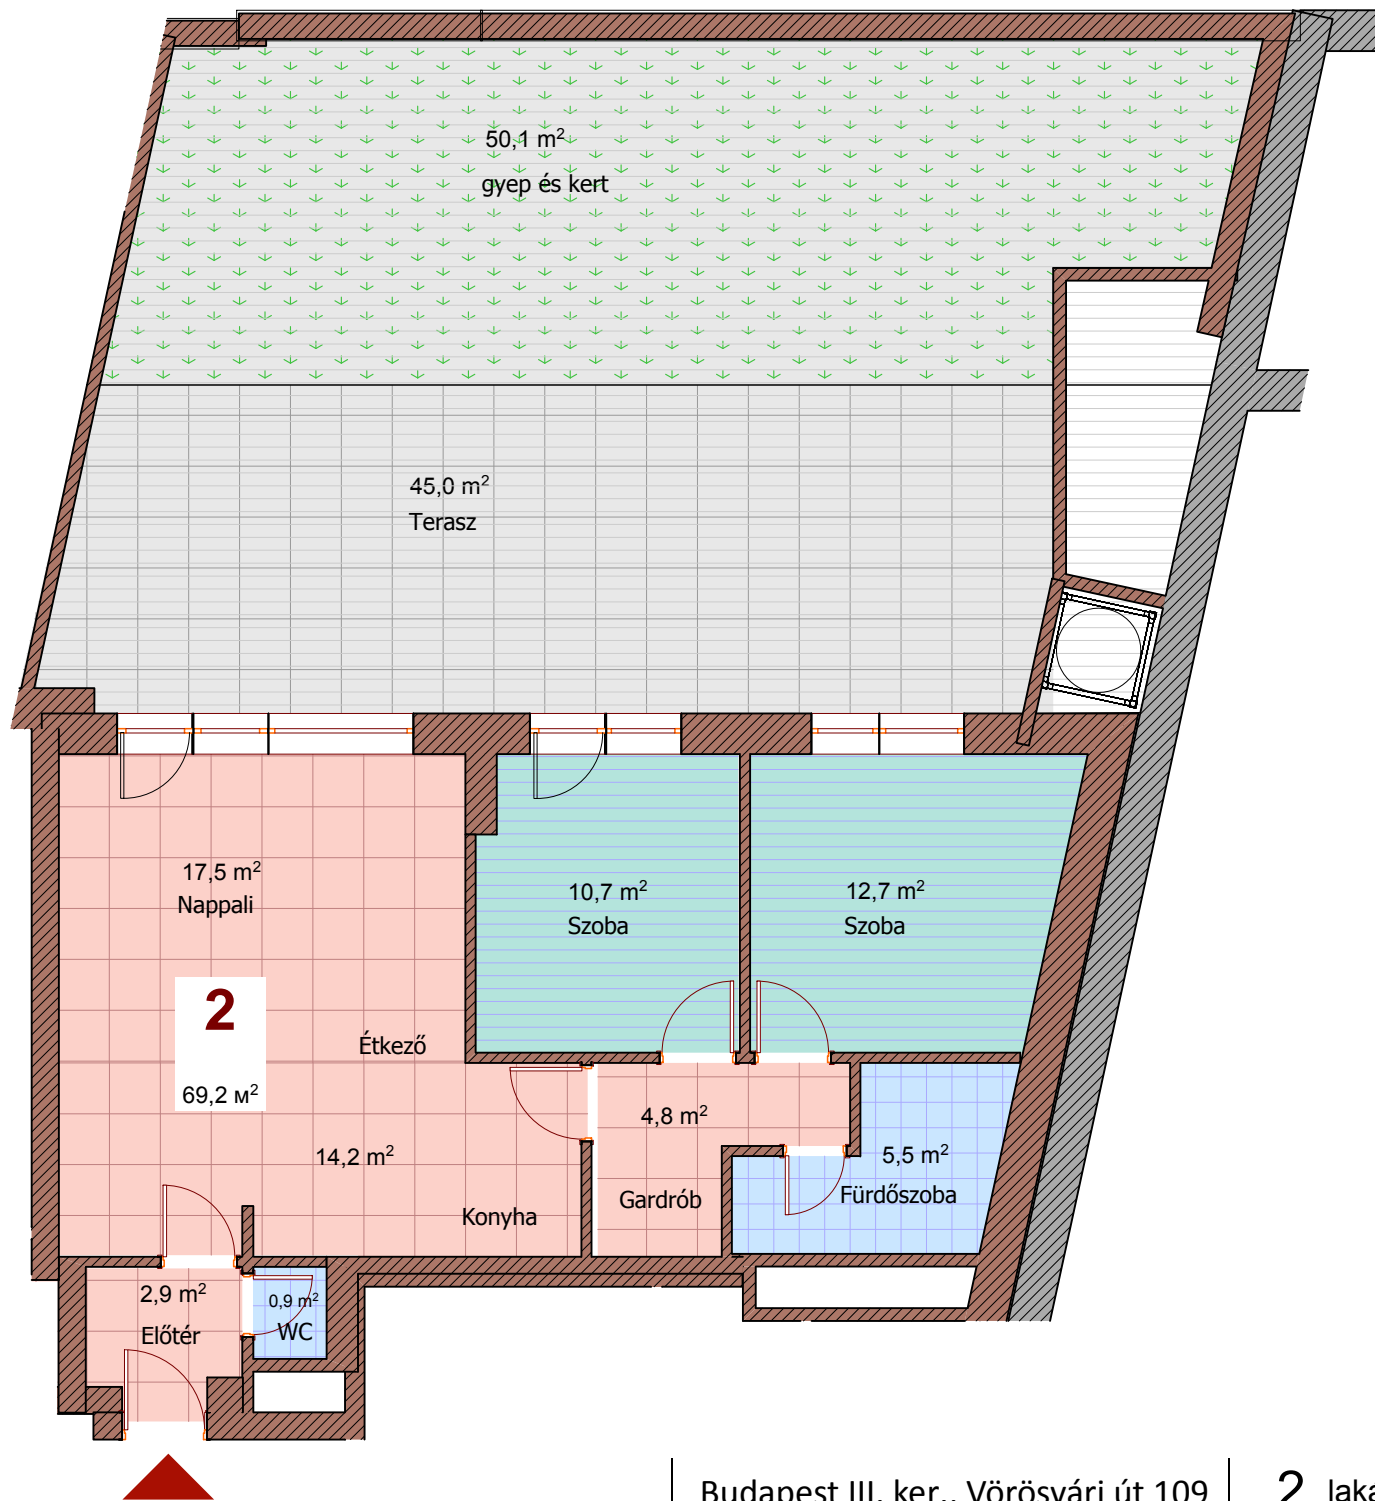 50,1 m²
gyep és kert
45,0 m²
Terasz
17,5 m²
Nappali
10,7 m²
Szoba
12,7 m²
Szoba
2
69,2 м²
Étkező
14,2 m²
Konyha
4,8 m²
Gardrób
5,5 m²
Fürdőszoba
2,9 m²
Előtér
0,9 m²
WC
Budapest III. ker., Vörösvári út 109
2 laká